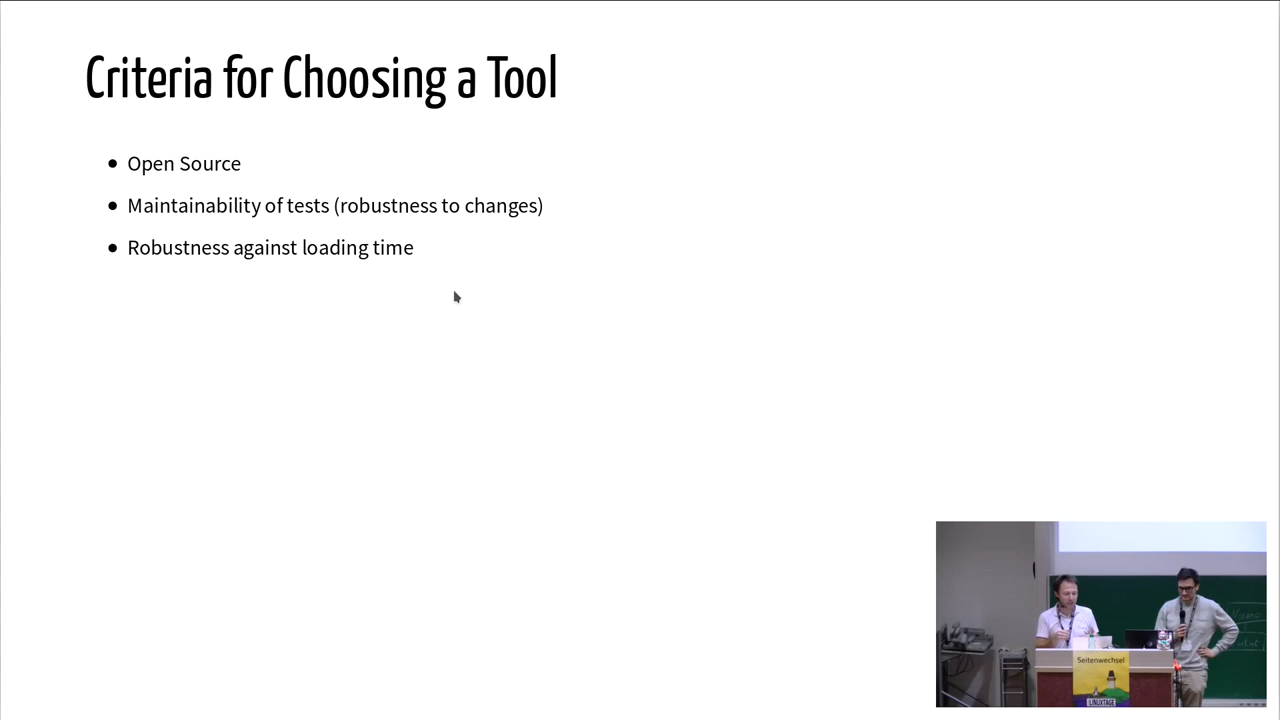 Criteria for Choosing a Tool
Open Source
Maintainability of tests (robustness to changes)
Robustness against loading time
Seitenwechsel
LINUXTAGE